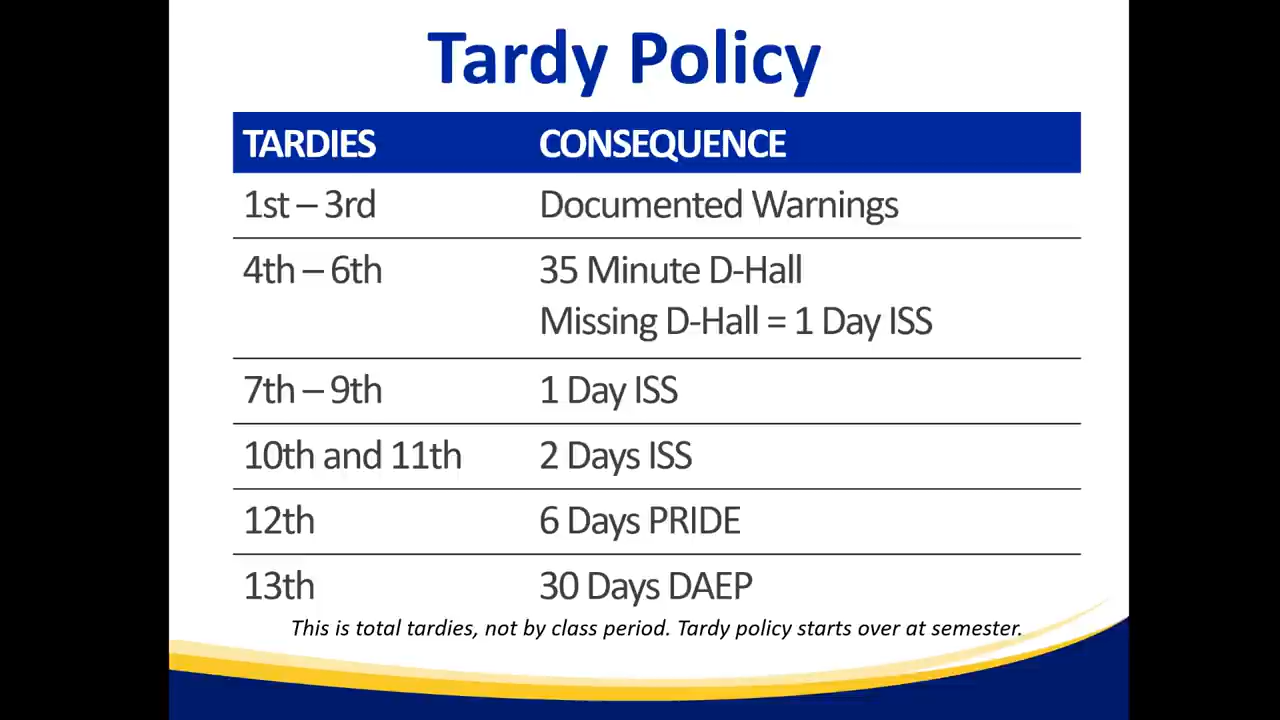 Tardy Policy
TARDIES CONSEQUENCE
1st – 3rd Documented Warnings
4th – 6th 35 Minute D-Hall
Missing D-Hall = 1 Day ISS
7th – 9th 1 Day ISS
10th and 11th 2 Days ISS
12th 6 Days PRIDE
13th 30 Days DAEP
This is total tardies, not by class period. Tardy policy starts over at semester.